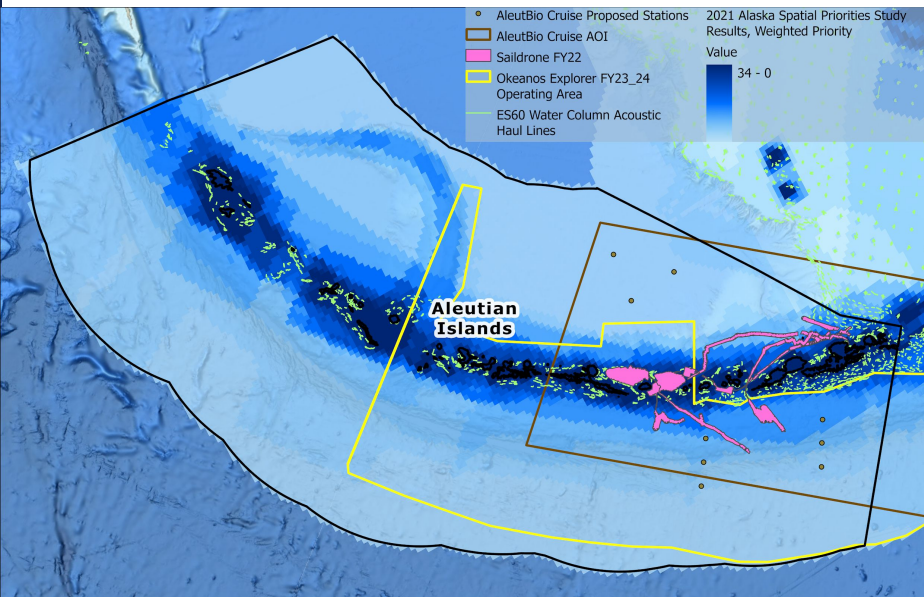 AleutBio Cruise Proposed Stations
AleutBio Cruise AOI
Saildrone FY22
Okeanos Explorer FY23_24
Operating Area
ES60 Water Column Acoustic
Haul Lines
2021 Alaska Spatial Priorities Study
Results, Weighted Priority
Value
34 - 0
Aleutian
Islands